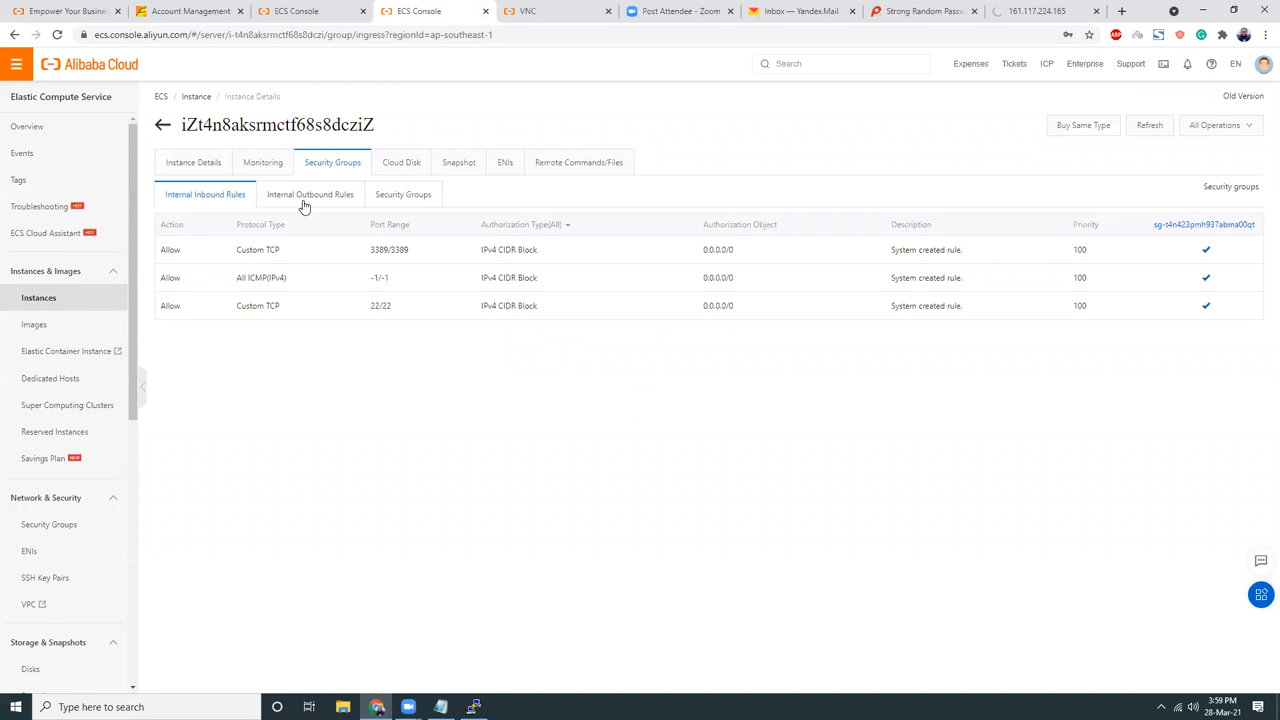 Empower Your Busines
Account Management
ECS Console
ECS Console
VNC
Post Attendee - Zoom
Inbox — Yandex.Mail
Strong Random Passw
161.117.224.165
ecs.console.aliyun.com/#/server/i-t4n8aksrmctf68s8dczi/group/ingress?regionId=ap-southeast-1
Alibaba Cloud
Search
Expenses
Tickets
ICP
Enterprise
Support
EN
Elastic Compute Service
ECS / Instance / Instance Details
Old Version
iZt4n8aksrmctf68s8dcziZ
Buy Same Type
Refresh
All Operations
Instance Details
Monitoring
Security Groups
Cloud Disk
Snapshot
ENIs
Remote Commands/Files
Internal Inbound Rules
Internal Outbound Rules
Security Groups
Security groups
Action Protocol Type Port Range Authorization Type(All) Authorization Object Description Priority sg-t4n423pmh937abma00qt
Allow Custom TCP 3389/3389 IPv4 CIDR Block 0.0.0.0/0 System created rule. 100
Allow All ICMP(IPv4) -1/-1 IPv4 CIDR Block 0.0.0.0/0 System created rule. 100
Allow Custom TCP 22/22 IPv4 CIDR Block 0.0.0.0/0 System created rule. 100
Overview
Events
Tags
Troubleshooting HOT
ECS Cloud Assistant HOT
Instances & Images
Instances
Images
Elastic Container Instance
Dedicated Hosts
Super Computing Clusters
Reserved Instances
Savings Plan NEW
Network & Security
Security Groups
ENIs
SSH Key Pairs
VPC
Storage & Snapshots
Disks
Type here to search
3:59 PM
28-Mar-21